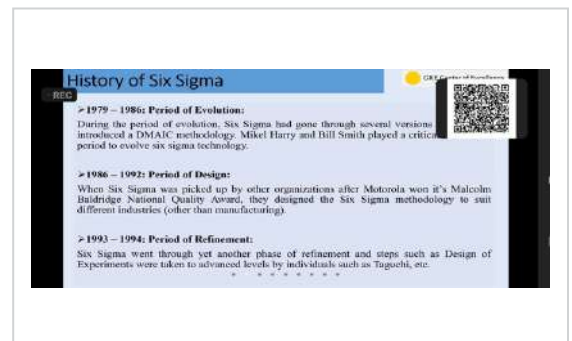 History of Six Sigma
REC
➢1979 – 1986: Period of Evolution:
During the period of evolution, Six Sigma had gone through several versions
introduced a DMAIC methodology. Mikel Harry and Bill Smith played a critica
period to evolve six sigma technology.
➢1986 – 1992: Period of Design:
When Six Sigma was picked up by other organizations after Motorola won it's Malcolm
Baldridge National Quality Award, they designed the Six Sigma methodology to suit
different industries (other than manufacturing).
➢1993 – 1994: Period of Refinement:
Six Sigma went through yet another phase of refinement and steps such as Design of
Experiments were taken to advanced levels by individuals such as Taguchi, etc.
* * * * * * * *